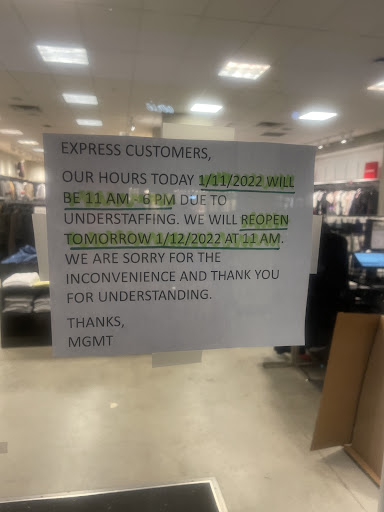 EXPRESS CUSTOMERS,
OUR HOURS TODAY 1/11/2022 WILL
BE 11 AM - 6 PM DUE TO
UNDERSTAFFING. WE WILL REOPEN
TOMORROW 1/12/2022 AT 11 AM.
WE ARE SORRY FOR THE
INCONVENIENCE AND THANK YOU
FOR UNDERSTANDING.
THANKS,
MGMT